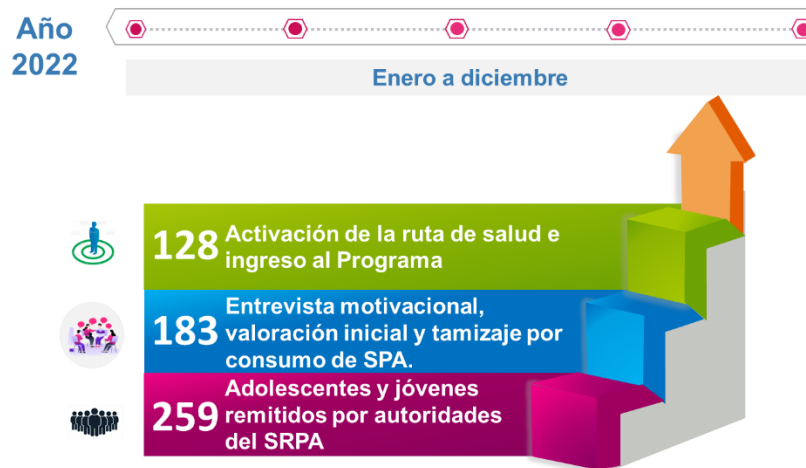 Año
2022
Enero a diciembre
128 Activación de la ruta de salud e
ingreso al Programa
183 Entrevista motivacional,
valoración inicial y tamizaje por
consumo de SPA.
259 Adolescentes y jóvenes
remitidos por autoridades
del SRPA